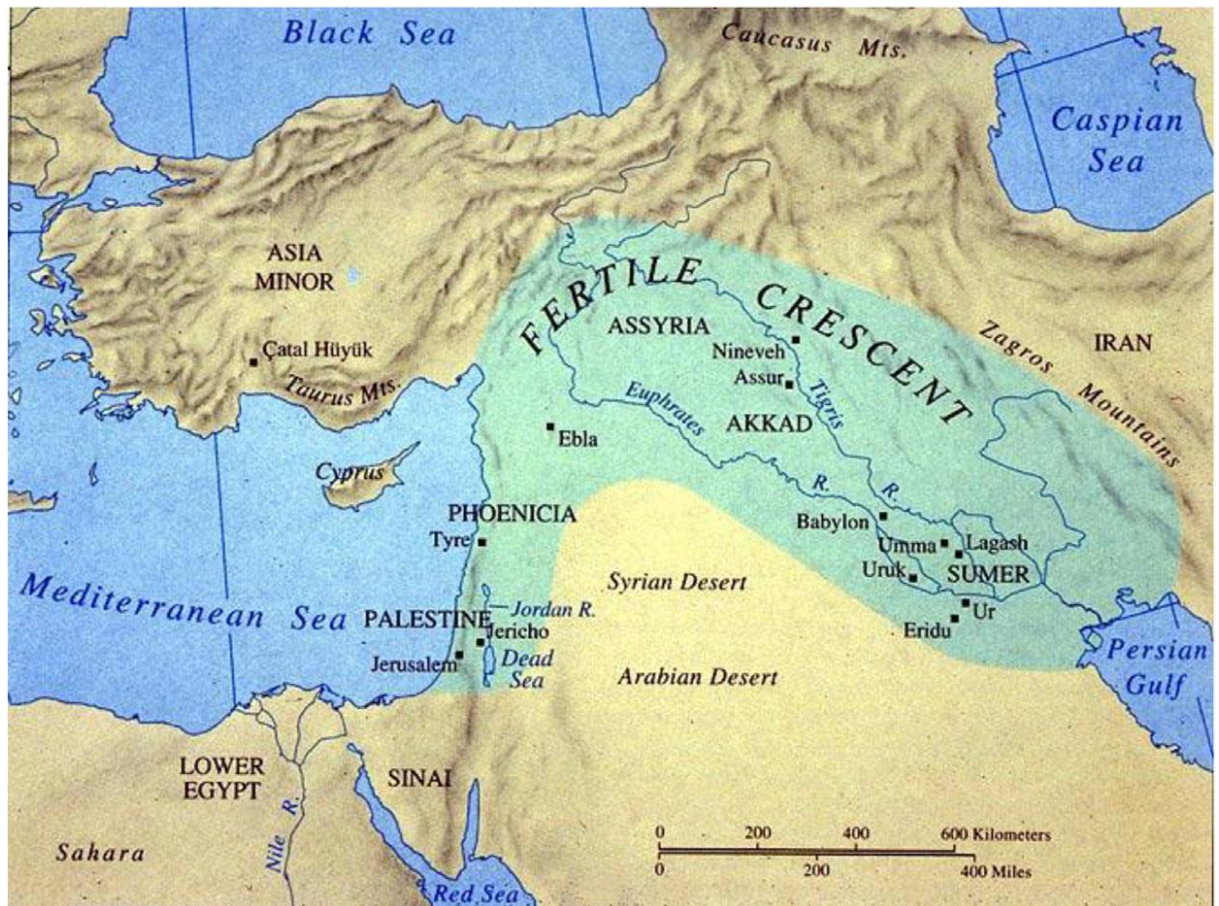 Black Sea
Caucasus Mts.
Caspian
Sea
ASIA
MINOR
FERTILE CRESCENT
ASSYRIA
Zagros Mountains
IRAN
Nineveh
Çatal Hüyük
Assur
Taurus Mts.
Euphrates R.
Tigris R.
AKKAD
Ebla
Cyprus
PHOENICIA
Babylon
Tyre
Umma
Lagash
Uruk
SUMER
Syrian Desert
Mediterranean Sea
PALESTINE
Jordan R.
Ur
Jericho
Eridu
Jerusalem
Dead
Sea
Persian
Gulf
Arabian Desert
LOWER
EGYPT
SINAI
Nile R.
Sahara
Red Sea
0 200 400 600 Kilometers
0 200 400 Miles